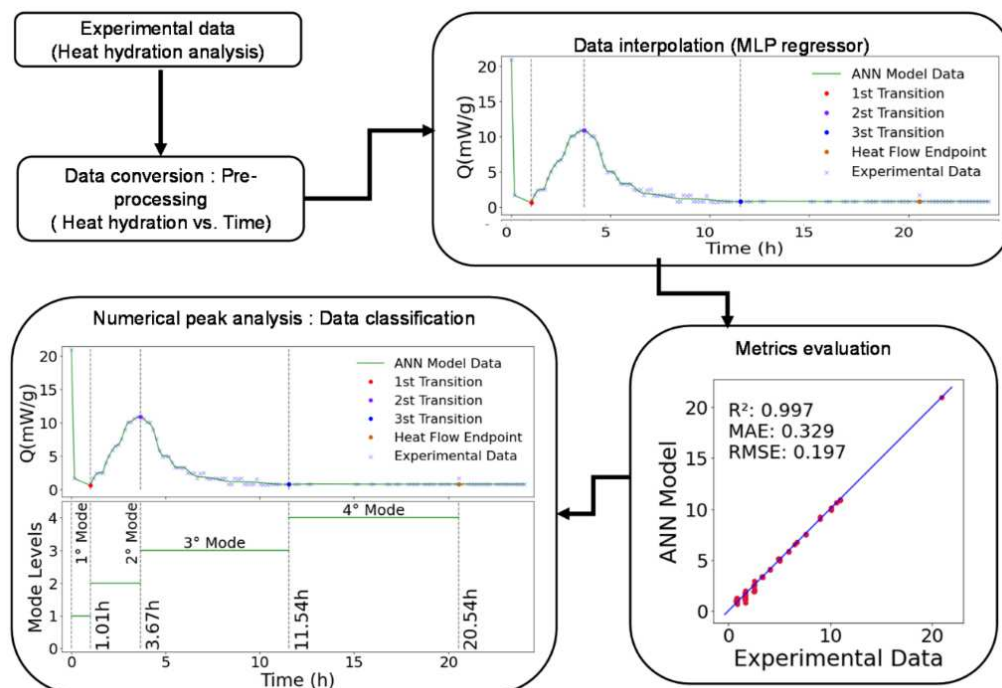 Experimental data
(Heat hydration analysis)
Data conversion : Pre-
processing
( Heat hydration vs. Time)
Data interpolation (MLP regressor)
20
15
10
5
0
Q(mW/g)
ANN Model Data
1st Transition
2st Transition
3st Transition
Heat Flow Endpoint
Experimental Data
0 5 10 15 20
Time (h)
Metrics evaluation
R²: 0.997
MAE: 0.329
RMSE: 0.197
20
15
10
5
0
ANN Model
0 10 20
Experimental Data
Numerical peak analysis : Data classification
20
15
10
5
0
Q(mW/g)
ANN Model Data
1st Transition
2st Transition
3st Transition
Heat Flow Endpoint
Experimental Data
4
3
2
1
0
Mode Levels
1° Mode
2° Mode
3° Mode
4° Mode
1.01h
3.67h
11.54h
20.54h
0 5 10 15 20
Time (h)